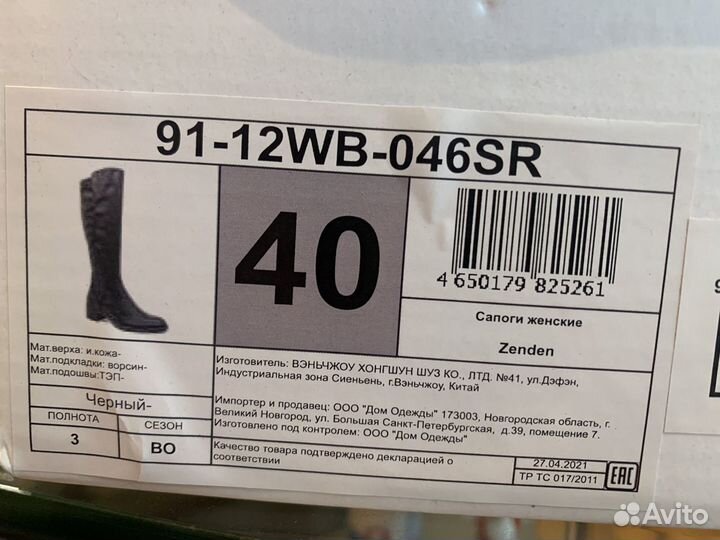 91-12WB-046SR
40
4 650179 825261
Сапоги женские
Zenden
Мат.верха: и.кожа-
Мат.подкладки: ворсин-
Мат.подошвы:ТЭП-
Черный-
ПОЛНОТА
СЕЗОН
3
ВО
Изготовитель: ВЭНЬЧЖОУ ХОНГШУН ШУЗ КО., ЛТД. №41, ул.Дэфэн,
Индустриальная зона Сиеньень, г.Вэньчжоу, Китай
Импортер и продавец: ООО "Дом Одежды" 173003, Новгородская область, г.
Великий Новгород, ул. Большая Санкт-Петербургская, д.39, помещение 7.
Изготовлено под контролем: ООО "Дом Одежды"
Качество товара подтверждено декларацией о
соответствии
27.04.2021
ТР ТС 017/2011
EAC
9
Avito